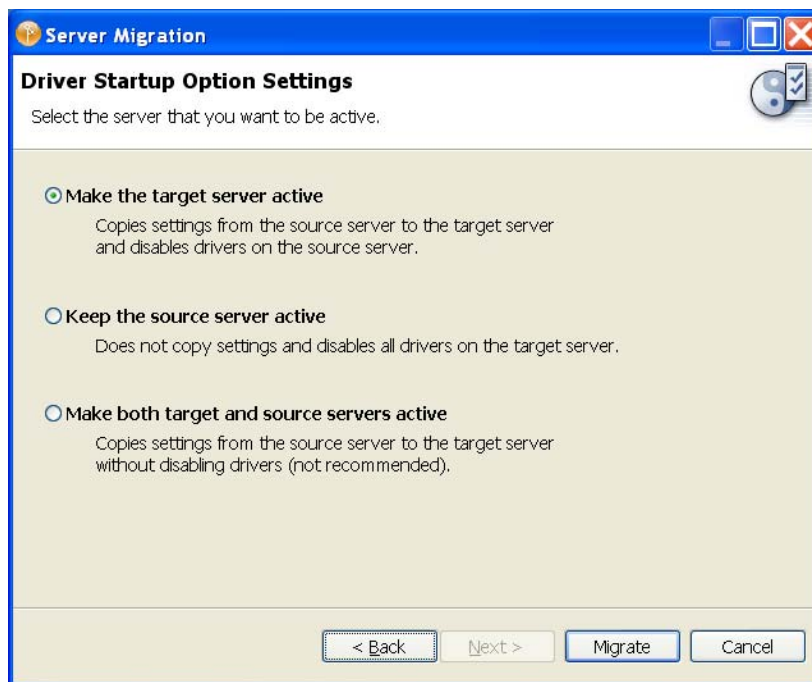 Server Migration
Driver Startup Option Settings
Select the server that you want to be active.
Make the target server active
Copies settings from the source server to the target server
and disables drivers on the source server.
Keep the source server active
Does not copy settings and disables all drivers on the target server.
Make both target and source servers active
Copies settings from the source server to the target server
without disabling drivers (not recommended).
< Back
Next >
Migrate
Cancel